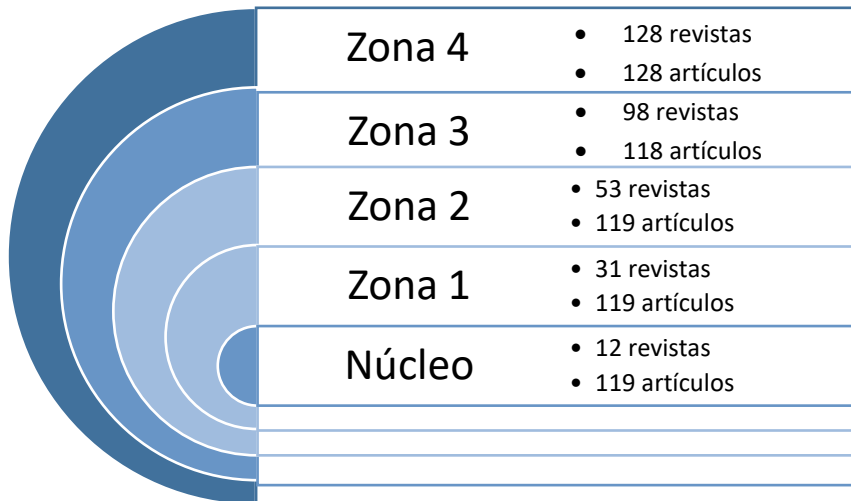 Zona 4
• 128 revistas
• 128 artículos
Zona 3
• 98 revistas
• 118 artículos
Zona 2
• 53 revistas
• 119 artículos
Zona 1
• 31 revistas
• 119 artículos
Núcleo
• 12 revistas
• 119 artículos